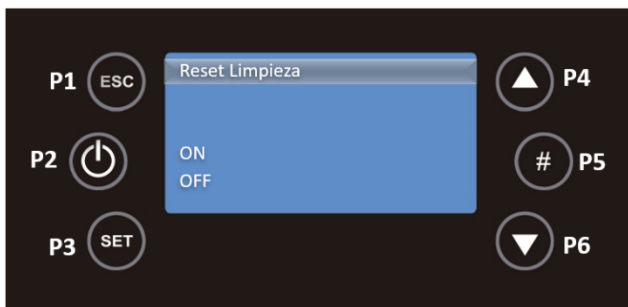 P1 ESC
Reset Limpieza
P4
P2
ON
# P5
OFF
P3 SET
P6